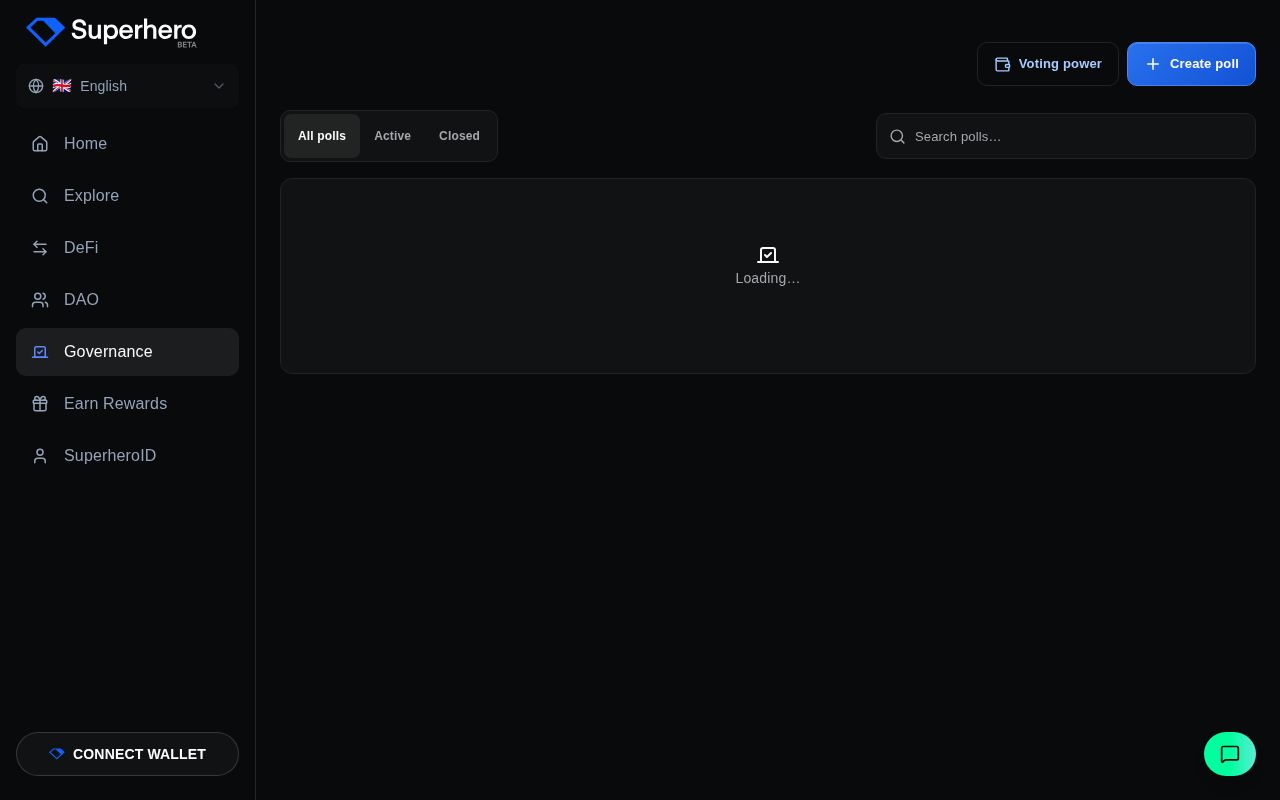 Superhero
BETA
English
Home
Explore
DeFi
DAO
Governance
Earn Rewards
SuperheroID
CONNECT WALLET
Voting power
Create poll
All polls
Active
Closed
Search polls…
Loading…